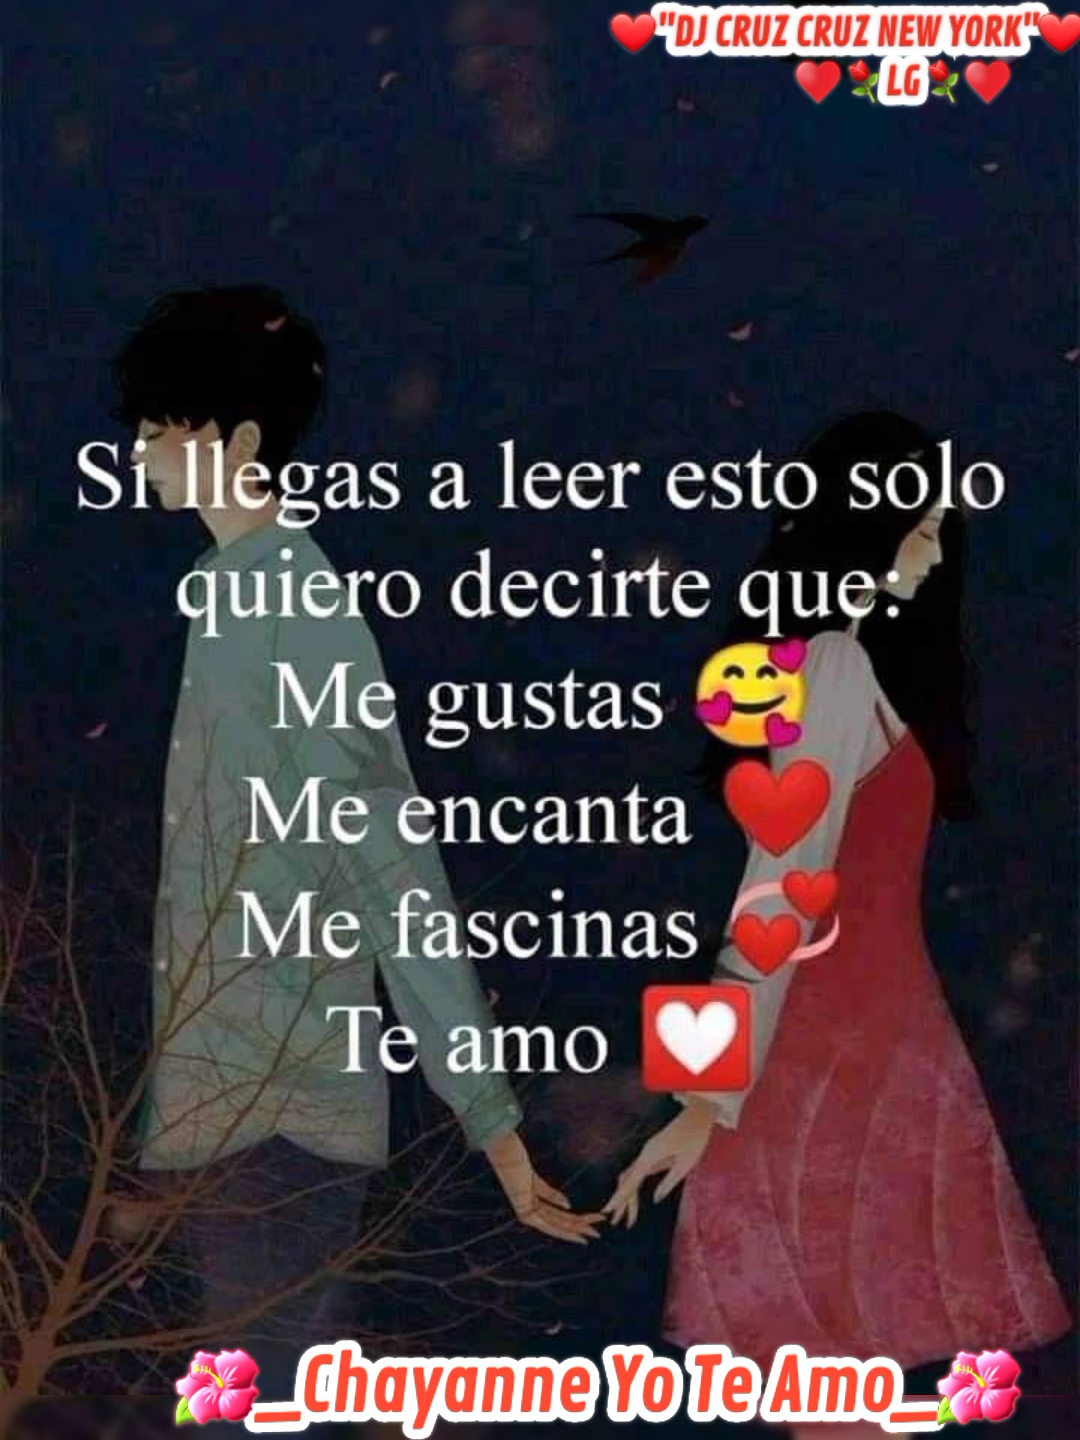 ❤️"DJ CRUZ CRUZ NEW YORK"❤️
❤️🌹LG🌹❤️
Si llegas a leer esto solo
quiero decirte que:
Me gustas 🥰
Me encanta ❤️
Me fascinas 💞
Te amo 💟
🌺_Chayanne Yo Te Amo_🌺